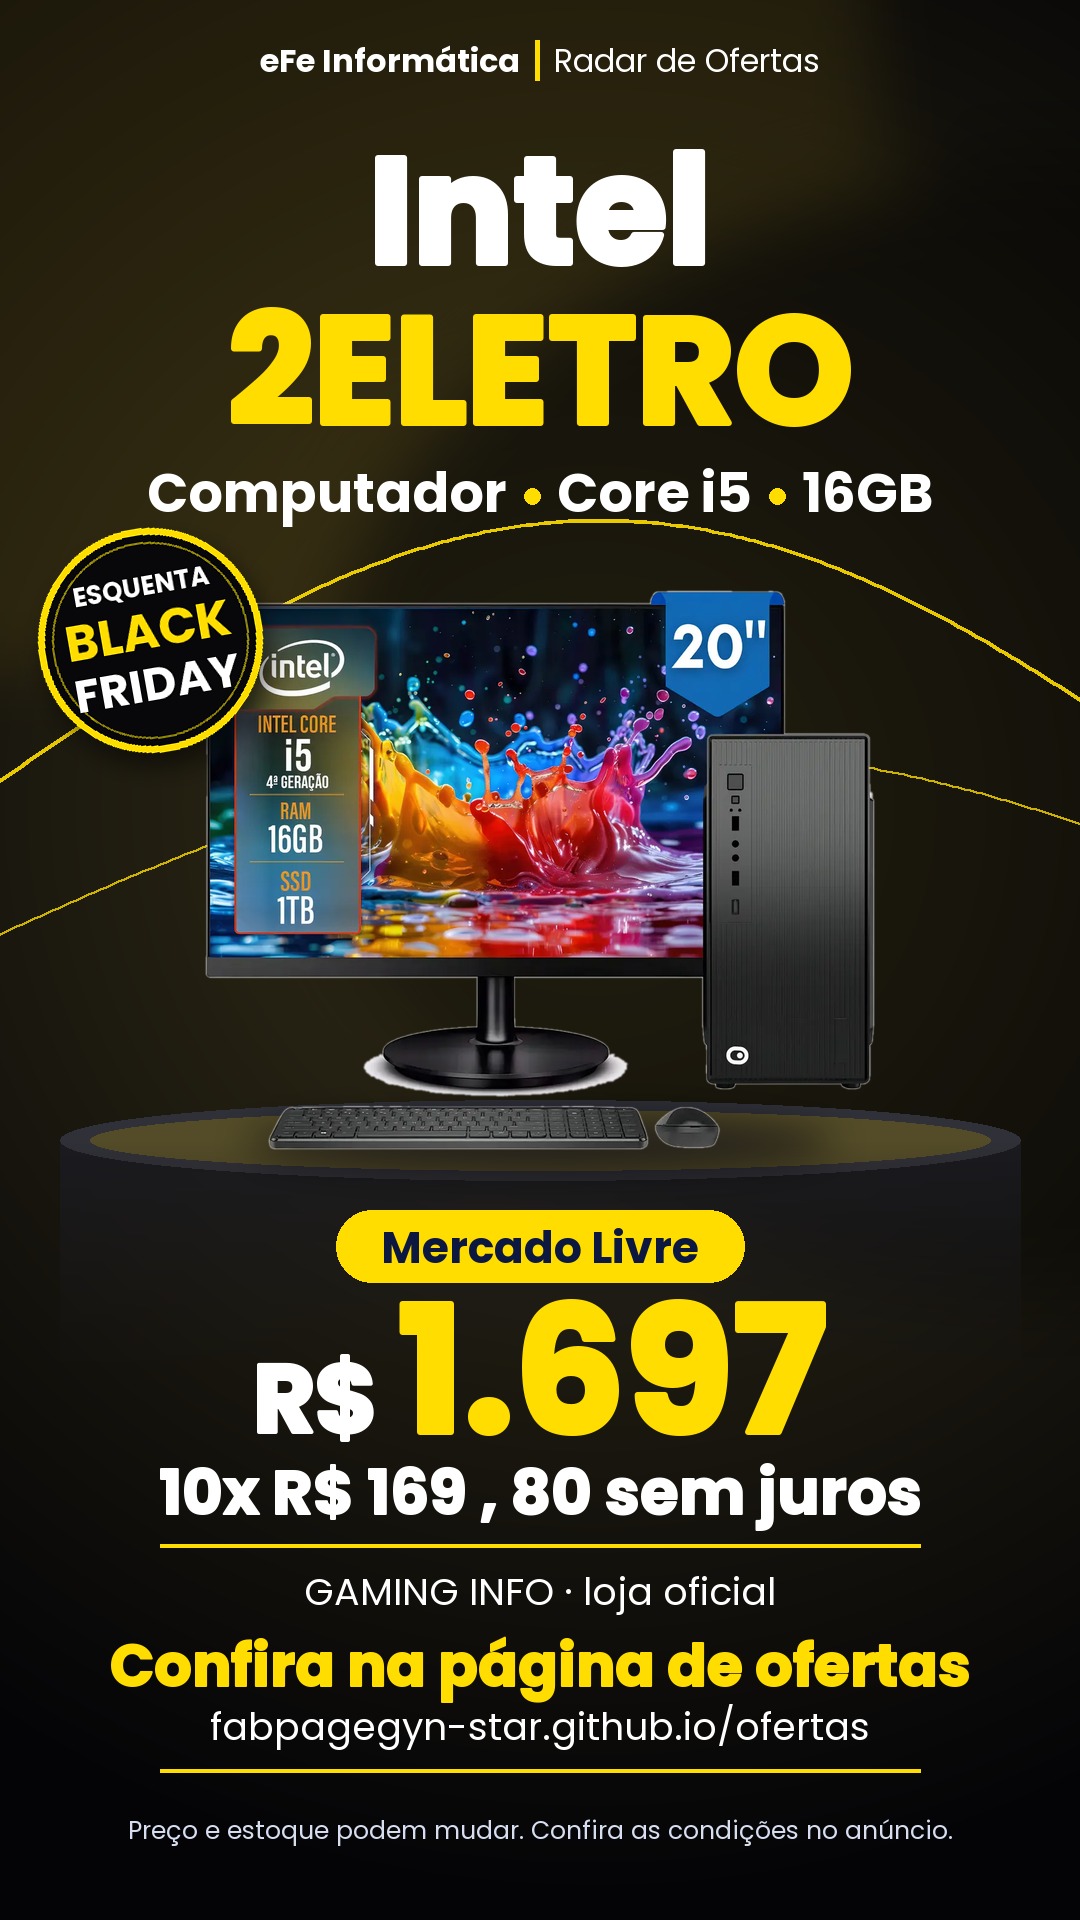 eFe Informática | Radar de Ofertas
Intel
2ELETRO
Computador • Core i5 • 16GB
ESQUENTA
BLACK
FRIDAY
20"
intel
INTEL CORE
i5
4ª GERAÇÃO
RAM
16GB
SSD
1TB
Mercado Livre
R$ 1.697
10x R$ 169 , 80 sem juros
GAMING INFO · loja oficial
Confira na página de ofertas
fabpagegyn-star.github.io/ofertas
Preço e estoque podem mudar. Confira as condições no anúncio.